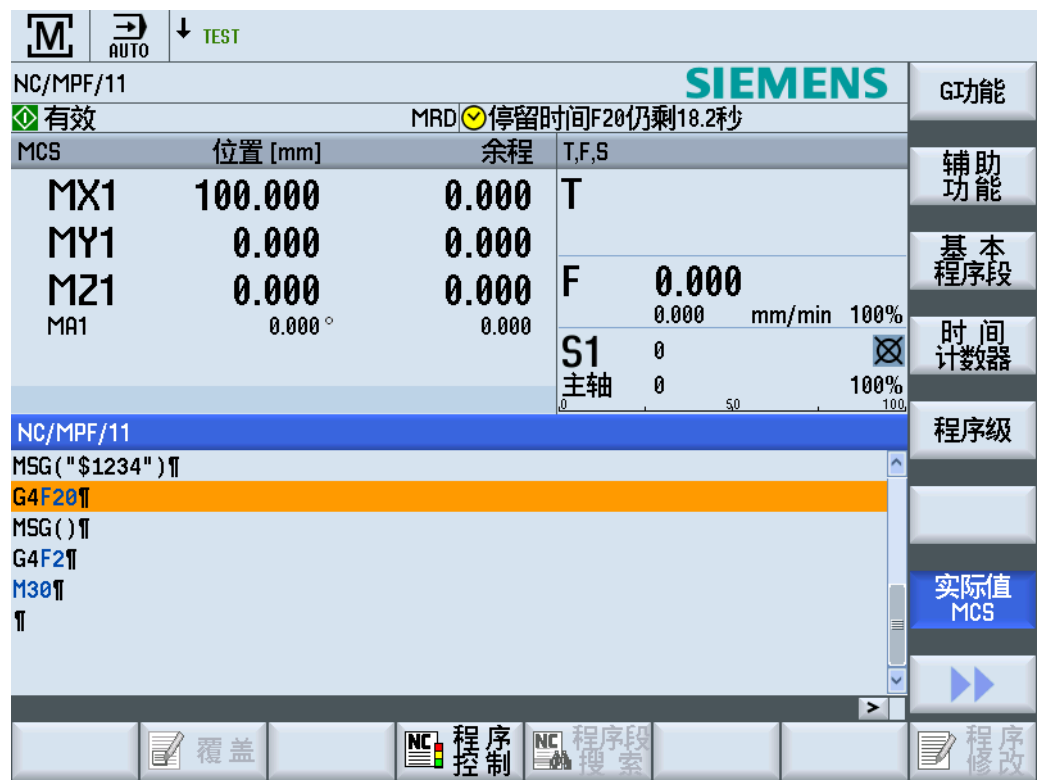 M
AUTO
TEST
NC/MPF/11
SIEMENS
有效
MRD 停留时间F20仍剩18.2秒
MCS 位置 [mm] 余程 T,F,S
MX1 100.000 0.000 T
MY1 0.000 0.000
MZ1 0.000 0.000 F 0.000
MA1 0.000° 0.000 0.000 mm/min 100%
S1 0
主轴 0 100%
0 50 100
NC/MPF/11
MSG("$1234")¶
G4F20¶
MSG()¶
G4F2¶
M30¶
¶
>
G功能
辅助
功能
基本
程序段
时间
计数器
程序级
实际值
MCS
覆盖
NC 程序
控制
NC 程序段
搜索
程序
修改